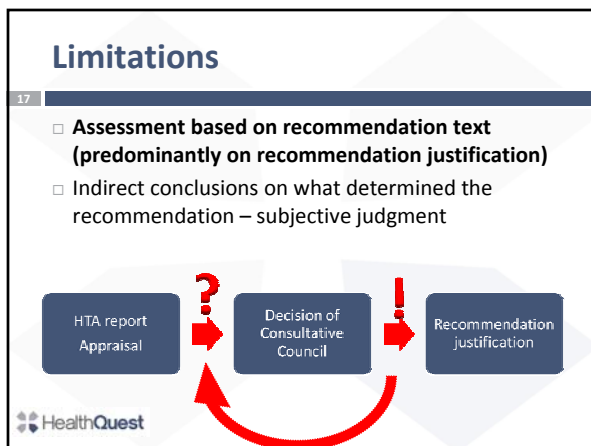 Limitations
17
Assessment based on recommendation text
(predominantly on recommendation justification)
Indirect conclusions on what determined the
recommendation – subjective judgment
?
!
HTA report
Appraisal
Decision of
Consultative
Council
Recommendation
justification
HealthQuest